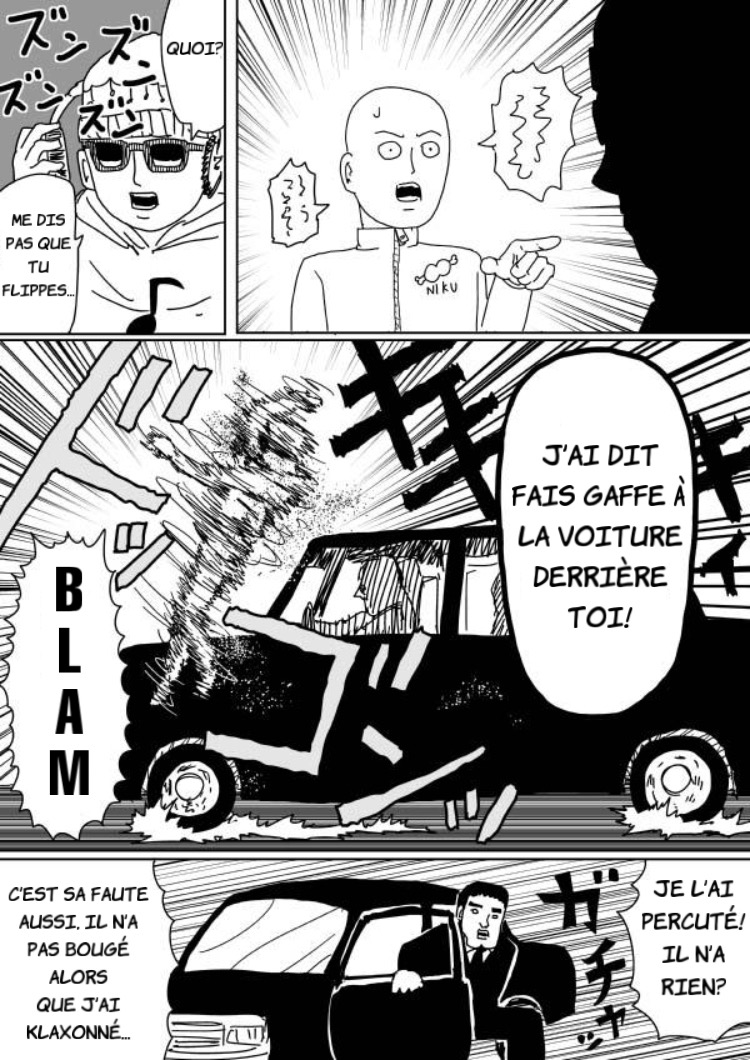 ズンズン
ズンズン
QUOI?
ME DIS
PAS QUE
TU
FLIPPES...
NIKU
J'AI DIT
FAIS GAFFE À
LA VOITURE
DERRIÈRE
TOI!
BLAM
JE L'AI
PERCUTÉ!
IL N'A
RIEN?
ガチャッ
C'EST SA FAUTE
AUSSI. IL N'A
PAS BOUGÉ
ALORS
QUE J'AI
KLAXONNÉ...